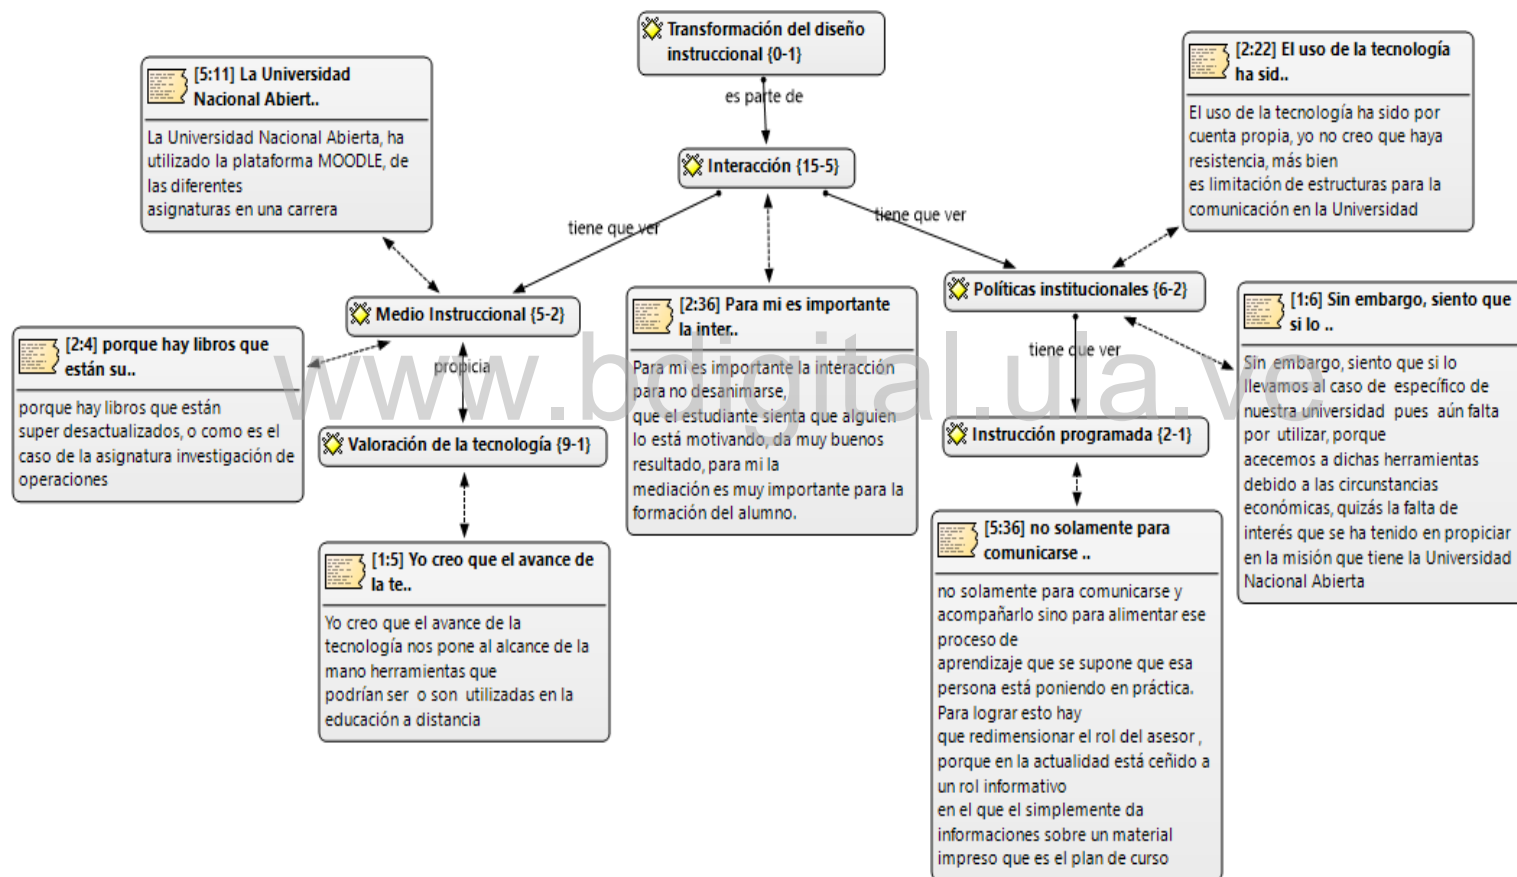 Transformación del diseño
instruccional {0-1}
es parte de
[5:11] La Universidad
Nacional Abiert..
La Universidad Nacional Abierta, ha
utilizado la plataforma MOODLE, de
las diferentes
asignaturas en una carrera
[2:22] El uso de la tecnología
ha sid..
El uso de la tecnología ha sido por
cuenta propia, yo no creo que haya
resistencia, más bien
es limitación de estructuras para la
comunicación en la Universidad
Interacción {15-5}
tiene que ver
tiene que ver
Medio Instruccional {5-2}
Políticas institucionales {6-2}
[2:4] porque hay libros que
están su..
porque hay libros que están
super desactualizados, o como es el
caso de la asignatura investigación de
operaciones
propicia
Valoración de la tecnología {9-1}
[1:5] Yo creo que el avance de
la te..
Yo creo que el avance de la
tecnología nos pone al alcance de la
mano herramientas que
podrían ser o son utilizadas en la
educación a distancia
[2:36] Para mi es importante
la inter..
Para mi es importante la interacción
para no desanimarse,
que el estudiante sienta que alguien
lo está motivando, da muy buenos
resultado, para mi la
mediación es muy importante para la
formación del alumno.
tiene que ver
Instrucción programada {2-1}
[5:36] no solamente para
comunicarse ..
no solamente para comunicarse y
acompañarlo sino para alimentar ese
proceso de
aprendizaje que se supone que esa
persona está poniendo en práctica.
Para lograr esto hay
que redimensionar el rol del asesor ,
porque en la actualidad está ceñido a
un rol informativo
en el que el simplemente da
informaciones sobre un material
impreso que es el plan de curso
[1:6] Sin embargo, siento que
si lo ..
Sin embargo, siento que si lo
llevamos al caso de específico de
nuestra universidad pues aún falta
por utilizar, porque
acecemos a dichas herramientas
debido a las circunstancias
económicas, quizás la falta de
interés que se ha tenido en propiciar
en la misión que tiene la Universidad
Nacional Abierta
www.bdigital.ula.ve